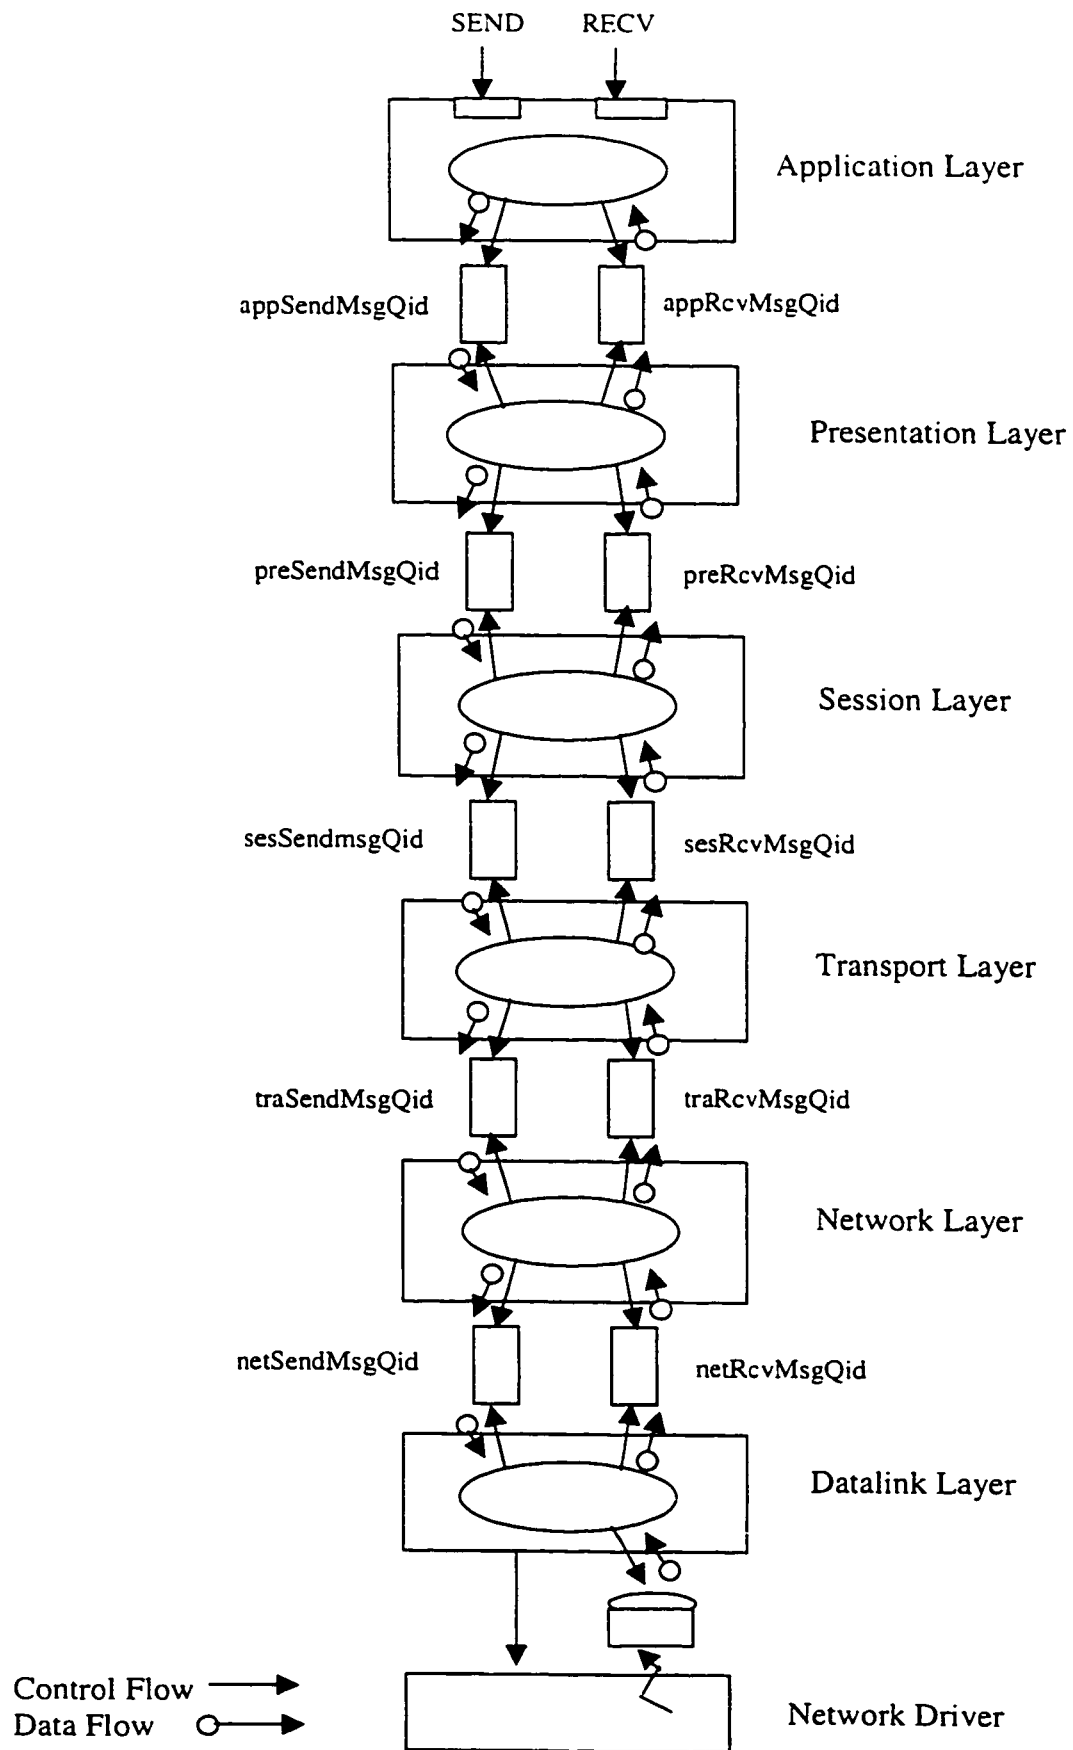 SEND RECV
Application Layer
appSendMsgQid appRcvMsgQid
Presentation Layer
preSendMsgQid preRcvMsgQid
Session Layer
sesSendmsgQid sesRcvMsgQid
Transport Layer
traSendMsgQid traRcvMsgQid
Network Layer
netSendMsgQid netRcvMsgQid
Datalink Layer
Control Flow
Data Flow
Network Driver